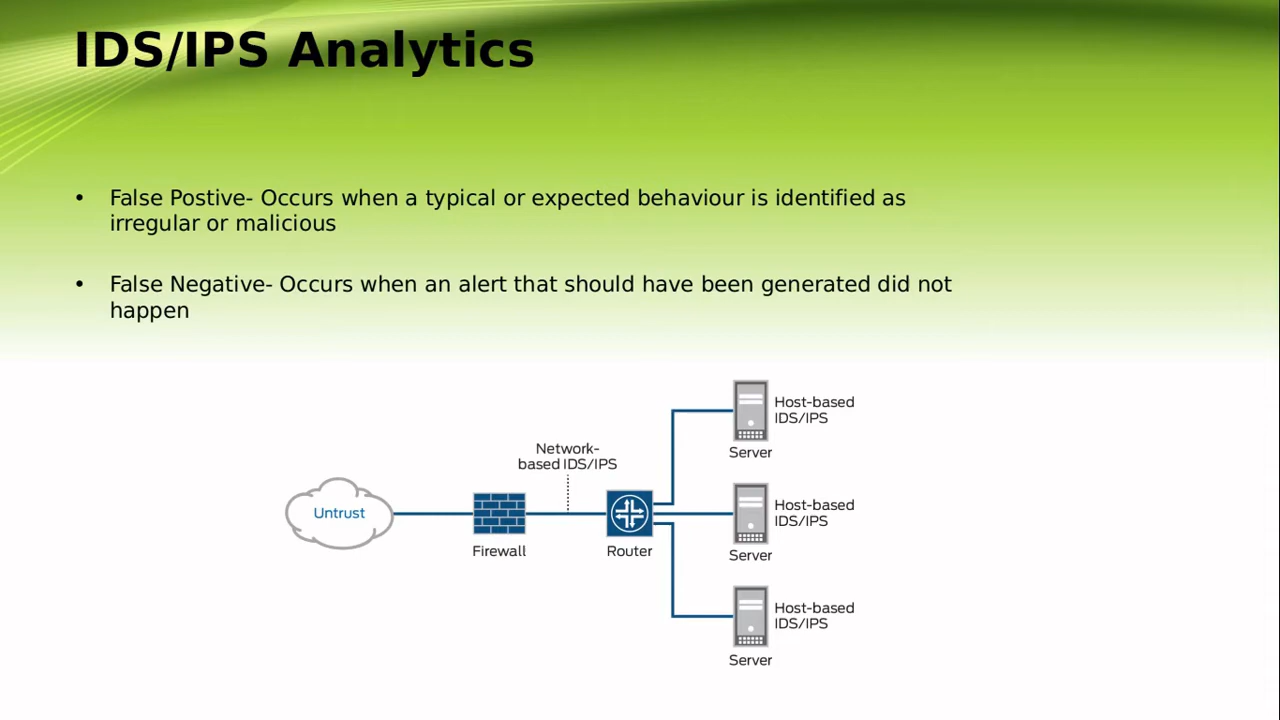 IDS/IPS Analytics
• False Postive- Occurs when a typical or expected behaviour is identified as
irregular or malicious
• False Negative- Occurs when an alert that should have been generated did not
happen
Host-based
IDS/IPS
Server
Network-
based IDS/IPS
Untrust
Firewall
Router
Host-based
IDS/IPS
Server
Host-based
IDS/IPS
Server